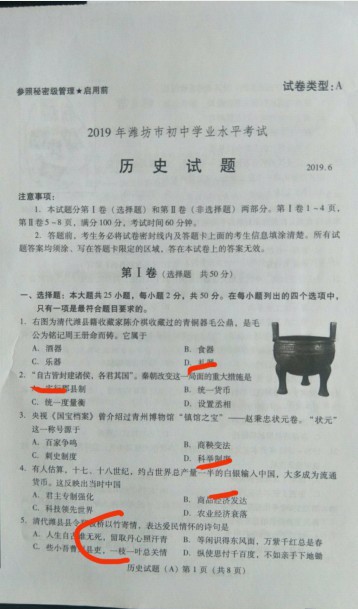 参照秘密级管理★启用前
试卷类型:A
2019年潍坊市初中学业水平考试
历史试题
2019.6
注意事项:
1. 本试题分第Ⅰ卷(选择题)和第Ⅱ卷(非选择题)两部分。第Ⅰ卷1-4页,
第Ⅱ卷5-8页,满分100分,考试时间60分钟。
2. 答题前,考生务必将试卷密封线内及答题卡上面的考生信息填涂清楚。所有试
题答案均须涂、写在答题卡限定的区域,答在本试卷上的答案无效。
第Ⅰ卷(选择题 共50分)
一、选择题:本大题共25小题,每小题2分,共50分。在每小题列出的四个选项中,
只有一项是最符合题目要求的。
1. 右图为清代潍县籍收藏家陈介祺收藏过的青铜器毛公鼎,是毛
公为铭记周王册命而铸。它属于
A. 酒器 B. 食器
C. 乐器 D.
2. "自古皆封建诸侯,各君其国"。秦朝改变这一局面的重大措施是
县制 B. 统一货币
C. 统一度量衡 D. 设置丞相
3. 央视《国宝档案》曾介绍过青州博物馆"镇馆之宝"——赵秉忠状元卷。"状元"
这一称号源于
A. 百家争鸣 B. 商鞅变法
C. 刺史制度 D. 科举制度
4. 有人估算,十七、十八世纪,约占世界总产量一半的白银输入中国,大多成为流通
货币。这反映出当时中国
A. 君主专制强化 B. 商品经济发达
C. 科技领先世界 D. 农业经济衰落
5. 清代潍县县令郑板桥以竹寄情,表达爱民情怀的诗句是
A. 人生自古谁无死,留取丹心照汗青 B. 等闲识得东风面,万紫千红总是春
C. 些小吾曹州县吏,一枝一叶总关情 D. 纵使思忖千百度,不如亲手下地锄
历史试题(A)第1页(共8页)